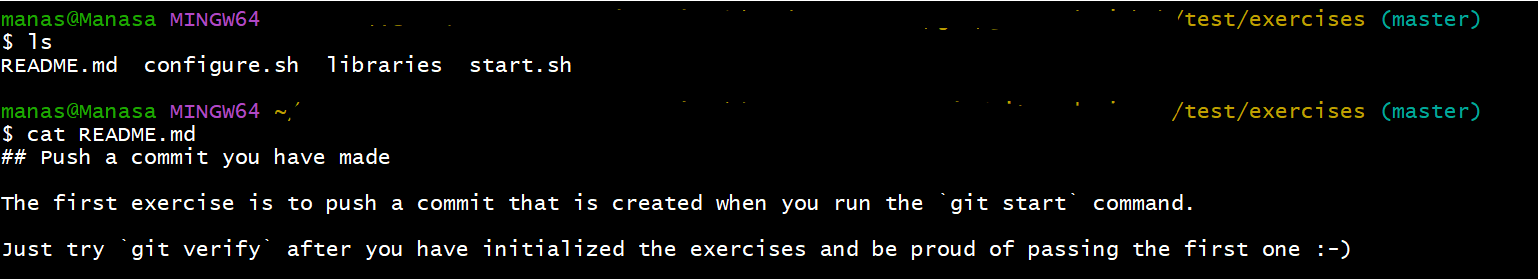 manas@Manasa MINGW64 /test/exercises (master)
$ ls
README.md  configure.sh  libraries  start.sh
manas@Manasa MINGW64 ~/ /test/exercises (master)
$ cat README.md
## Push a commit you have made
The first exercise is to push a commit that is created when you run the `git start` command.
Just try `git verify` after you have initialized the exercises and be proud of passing the first one :-)